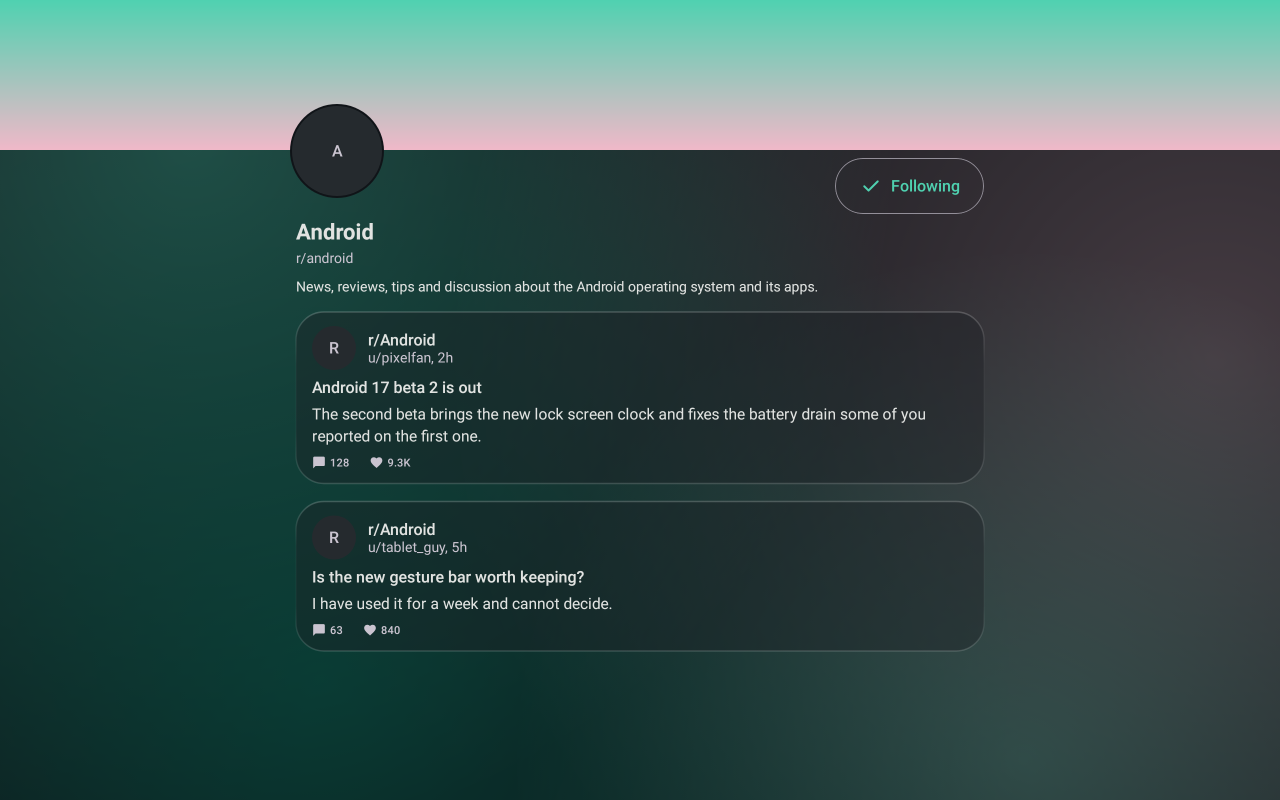 A
Following
Android
r/android
News, reviews, tips and discussion about the Android operating system and its apps.
R
r/Android
u/pixelfan, 2h
Android 17 beta 2 is out
The second beta brings the new lock screen clock and fixes the battery drain some of you
reported on the first one.
128 9.3K
R
r/Android
u/tablet_guy, 5h
Is the new gesture bar worth keeping?
I have used it for a week and cannot decide.
63 840